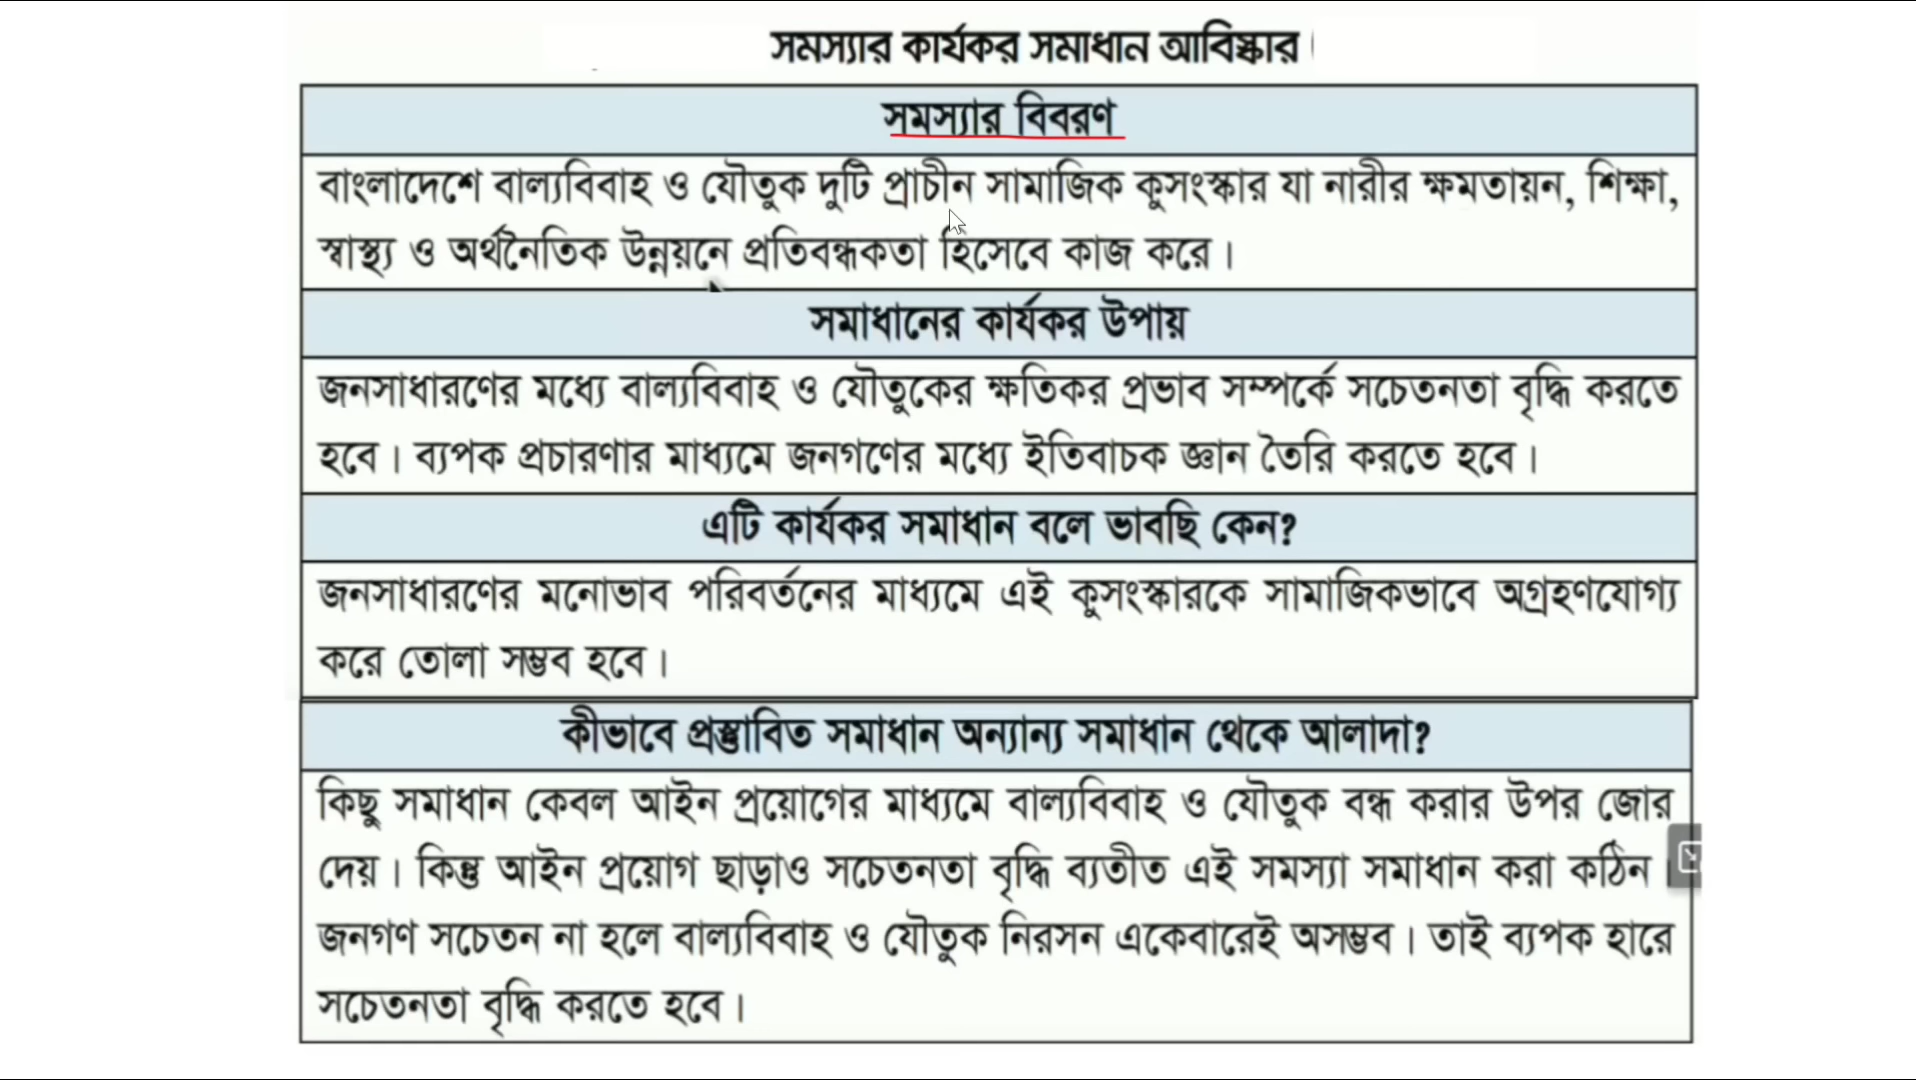 সমস্যার কার্যকর সমাধান আবিস্কার
সমস্যার বিবরণ
বাংলাদেশে বাল্যবিবাহ ও যৌতুক দুটি প্রাচীন সামাজিক কুসংস্কার যা নারীর ক্ষমতায়ন, শিক্ষা,
স্বাস্থ্য ও অর্থনৈতিক উন্নয়নে প্রতিবন্ধকতা হিসেবে কাজ করে।
সমাধানের কার্যকর উপায়
জনসাধারণের মধ্যে বাল্যবিবাহ ও যৌতুকের ক্ষতিকর প্রভাব সম্পর্কে সচেতনতা বৃদ্ধি করতে
হবে। ব্যপক প্রচারণার মাধ্যমে জনগণের মধ্যে ইতিবাচক জ্ঞান তৈরি করতে হবে।
এটি কার্যকর সমাধান বলে ভাবছি কেন?
জনসাধারণের মনোভাব পরিবর্তনের মাধ্যমে এই কুসংস্কারকে সামাজিকভাবে অগ্রহণযোগ্য
করে তোলা সম্ভব হবে।
কীভাবে প্রস্তাবিত সমাধান অন্যান্য সমাধান থেকে আলাদা?
কিছু সমাধান কেবল আইন প্রয়োগের মাধ্যমে বাল্যবিবাহ ও যৌতুক বন্ধ করার উপর জোর
দেয়। কিন্তু আইন প্রয়োগ ছাড়াও সচেতনতা বৃদ্ধি ব্যতীত এই সমস্যা সমাধান করা কঠিন।
জনগণ সচেতন না হলে বাল্যবিবাহ ও যৌতুক নিরসন একেবারেই অসম্ভব। তাই ব্যপক হারে
সচেতনতা বৃদ্ধি করতে হবে।